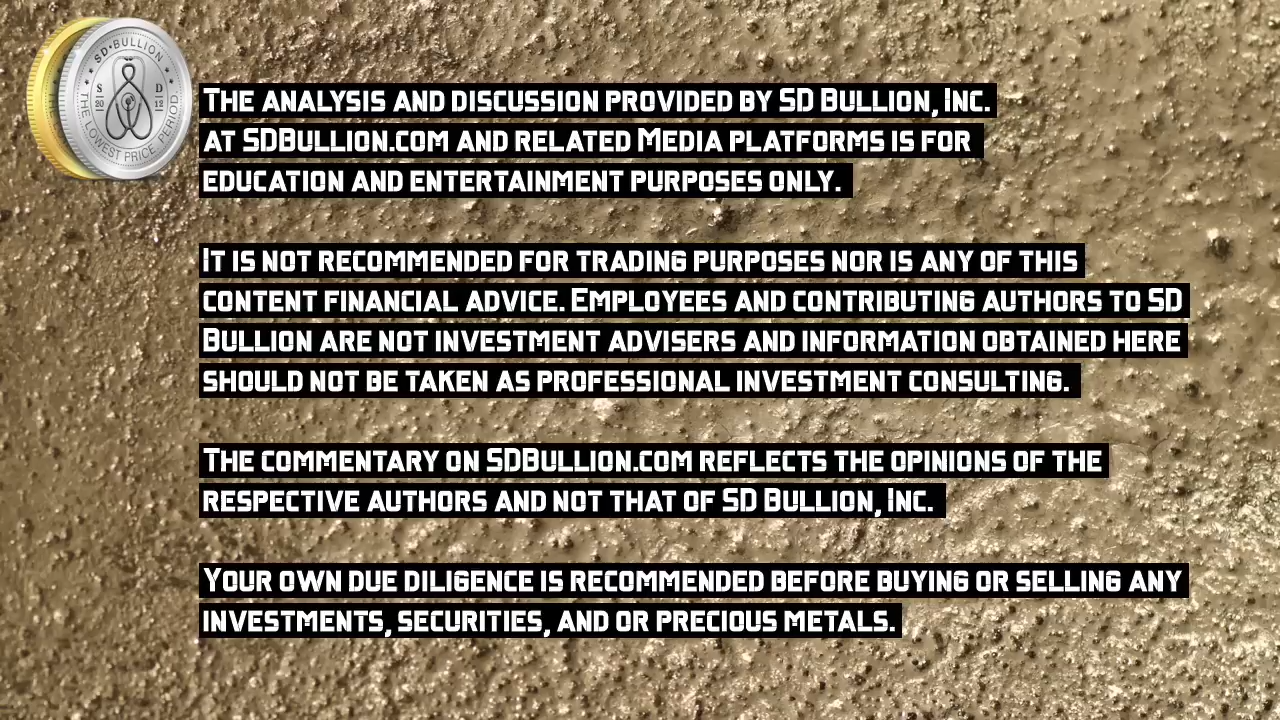 SD•BULLION
S D
20 12
THE LOWEST PRICE. PERIOD.
The analysis and discussion provided by SD Bullion, Inc.
at SDBullion.com and related Media platforms is for
education and entertainment purposes only.
It is not recommended for trading purposes nor is any of this
content financial advice. Employees and contributing authors to SD
Bullion are not investment advisers and information obtained here
should not be taken as professional investment consulting.
The commentary on SDBullion.com reflects the opinions of the
respective authors and not that of SD Bullion, Inc.
Your own due diligence is recommended before buying or selling any
investments, securities, and or precious metals.